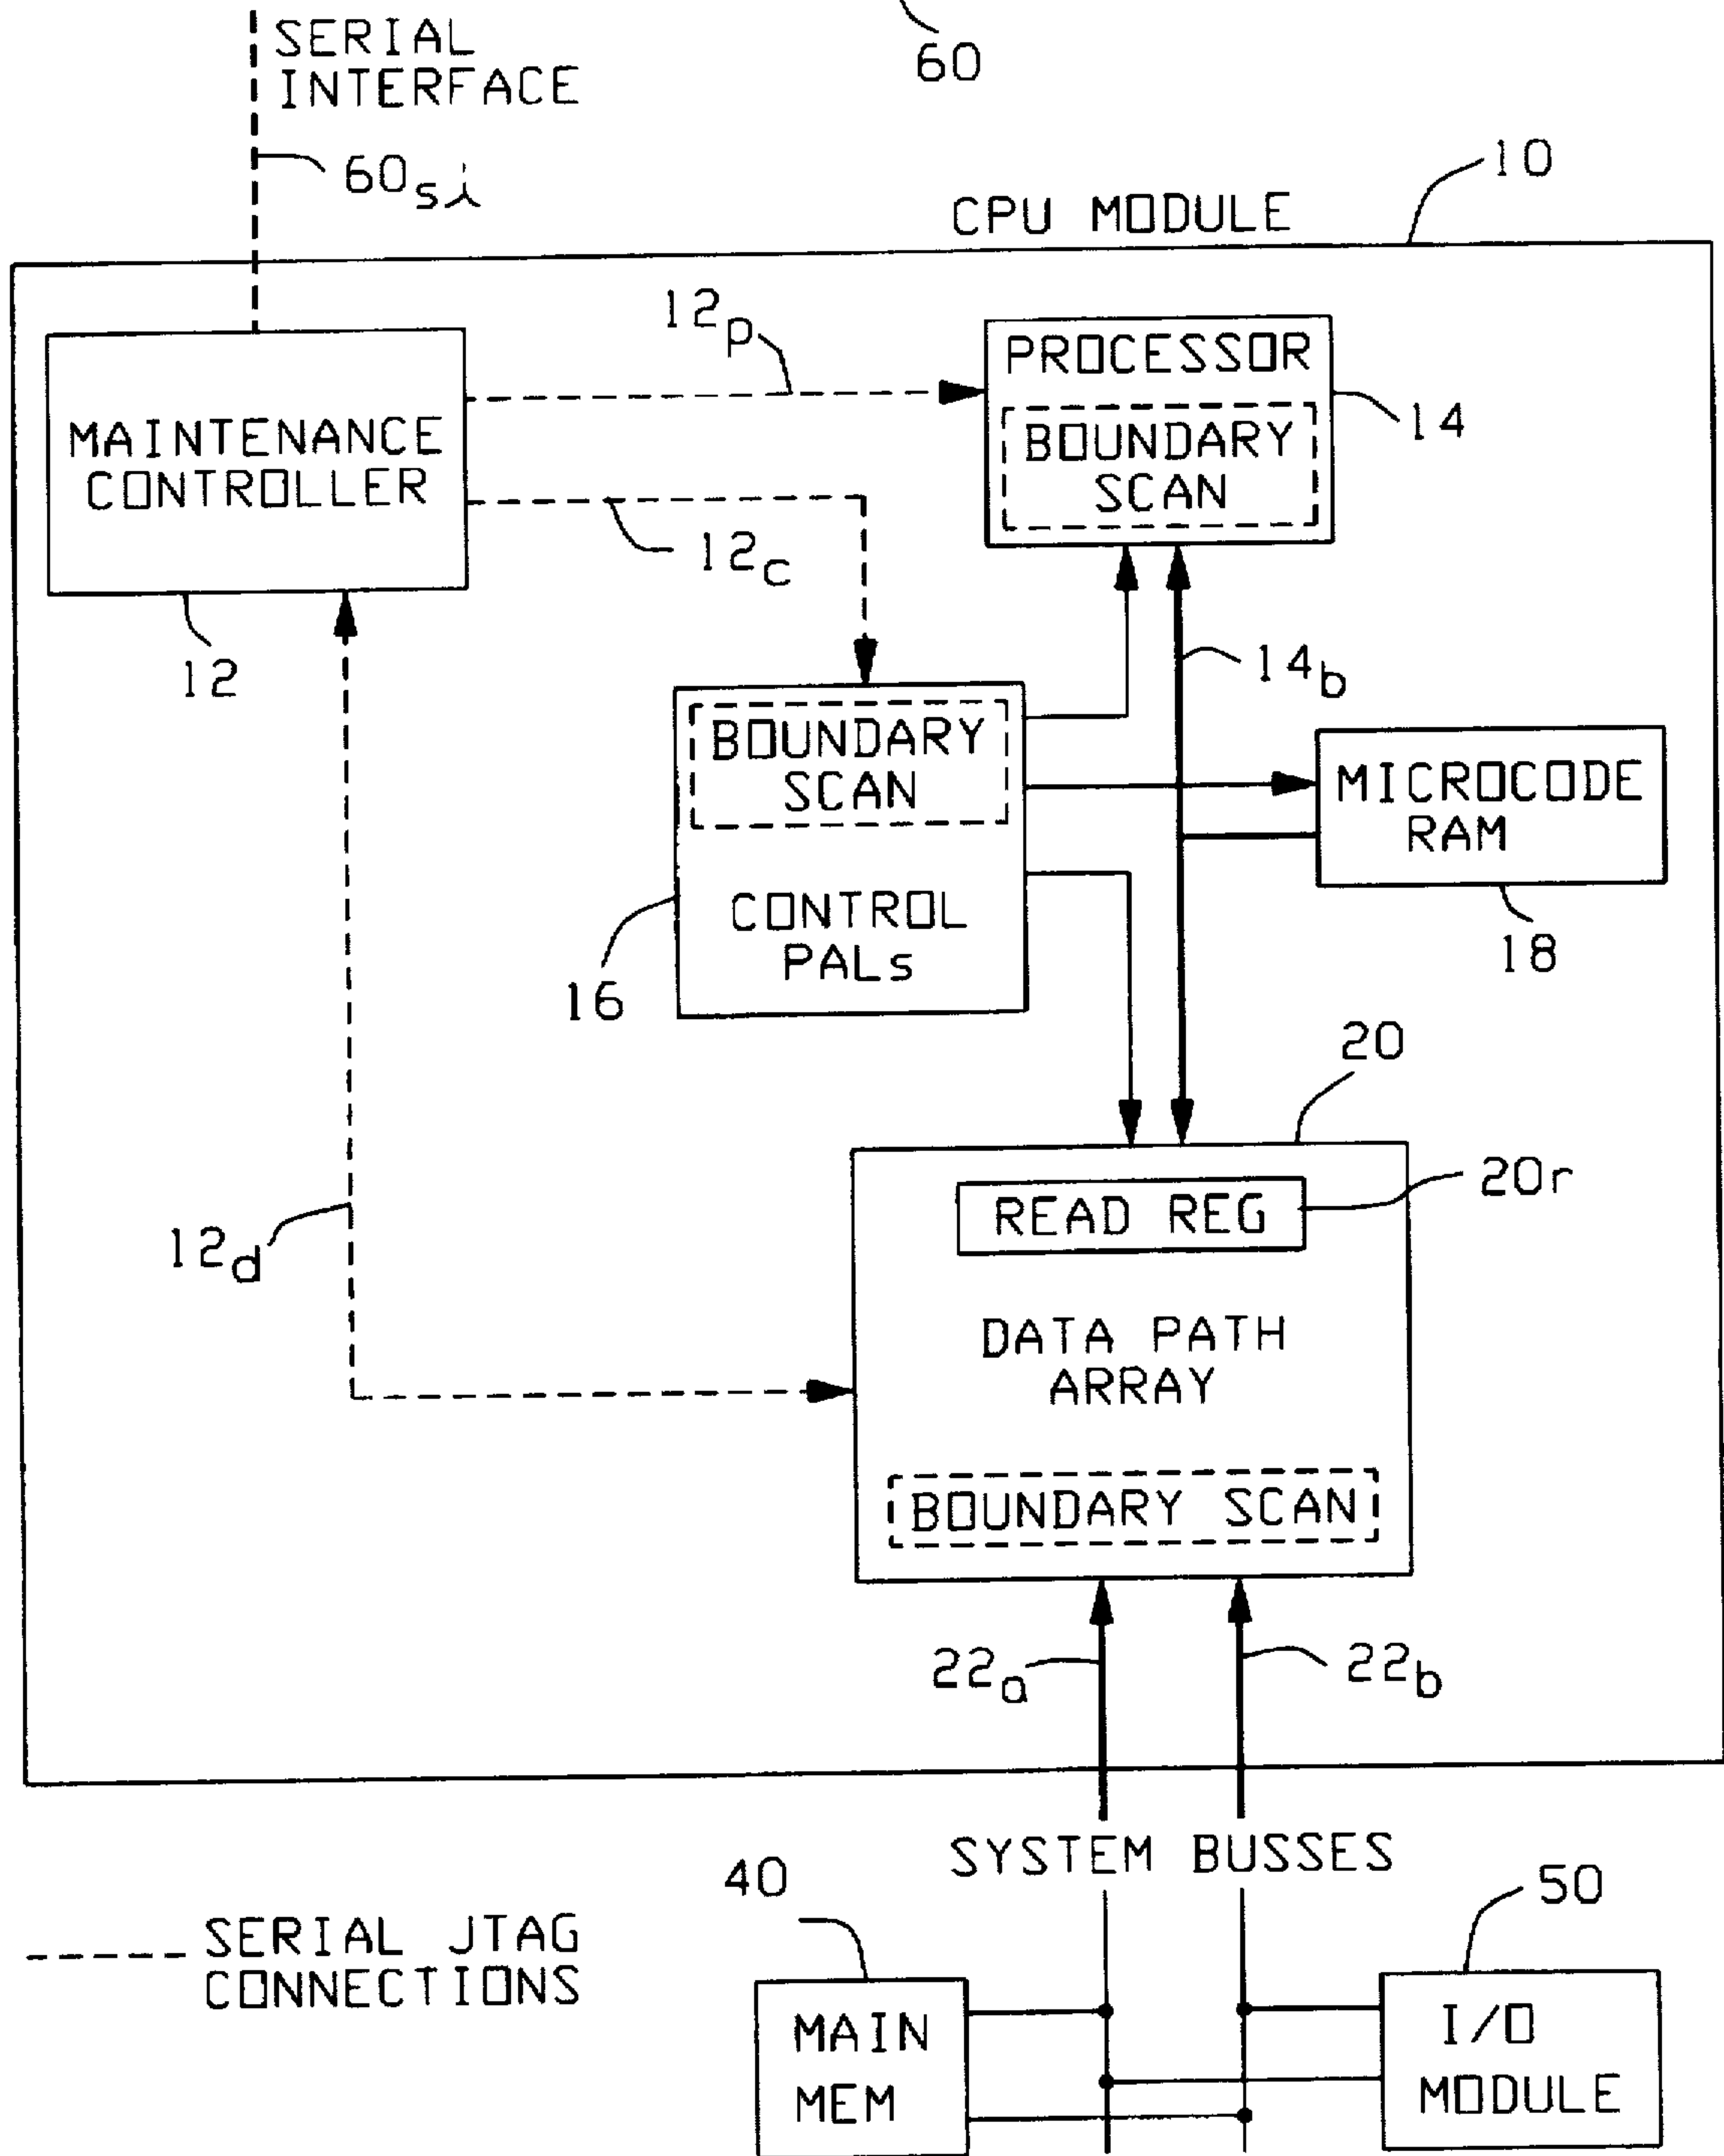 60
SERIAL
INTERFACE
60si
10
CPU MODULE
12p
PROCESSOR
BOUNDARY
SCAN
14
MAINTENANCE
CONTROLLER
12c
12
14b
BOUNDARY
SCAN
CONTROL
PALs
16
MICROCODE
RAM
18
20
READ REG
20r
12d
DATA PATH
ARRAY
BOUNDARY SCAN
22a
22b
SYSTEM BUSSES
SERIAL JTAG
CONNECTIONS
40
50
MAIN
MEM
I/O
MODULE